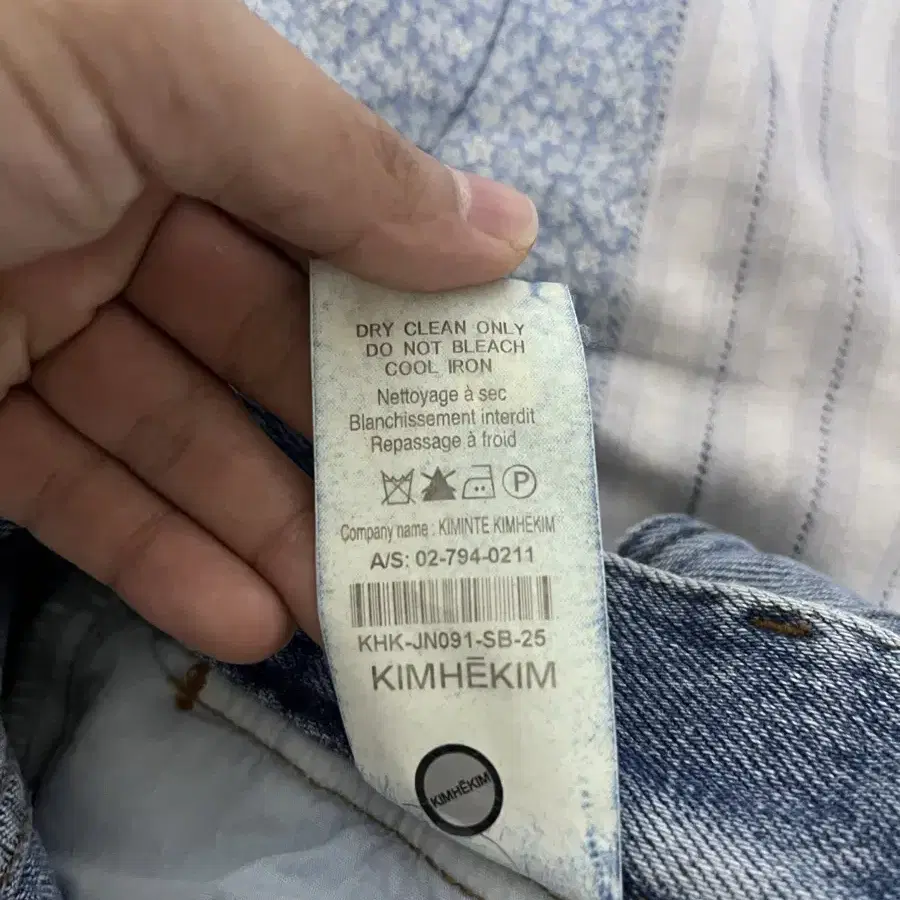 DRY CLEAN ONLY
DO NOT BLEACH
COOL IRON
Nettoyage à sec
Blanchissement interdit
Repassage à froid
P
Company name : KIMINTE KIMHEKIM
A/S: 02-794-0211
KHK-JN091-SB-25
KIMHĒKIM
KIMHĒKIM